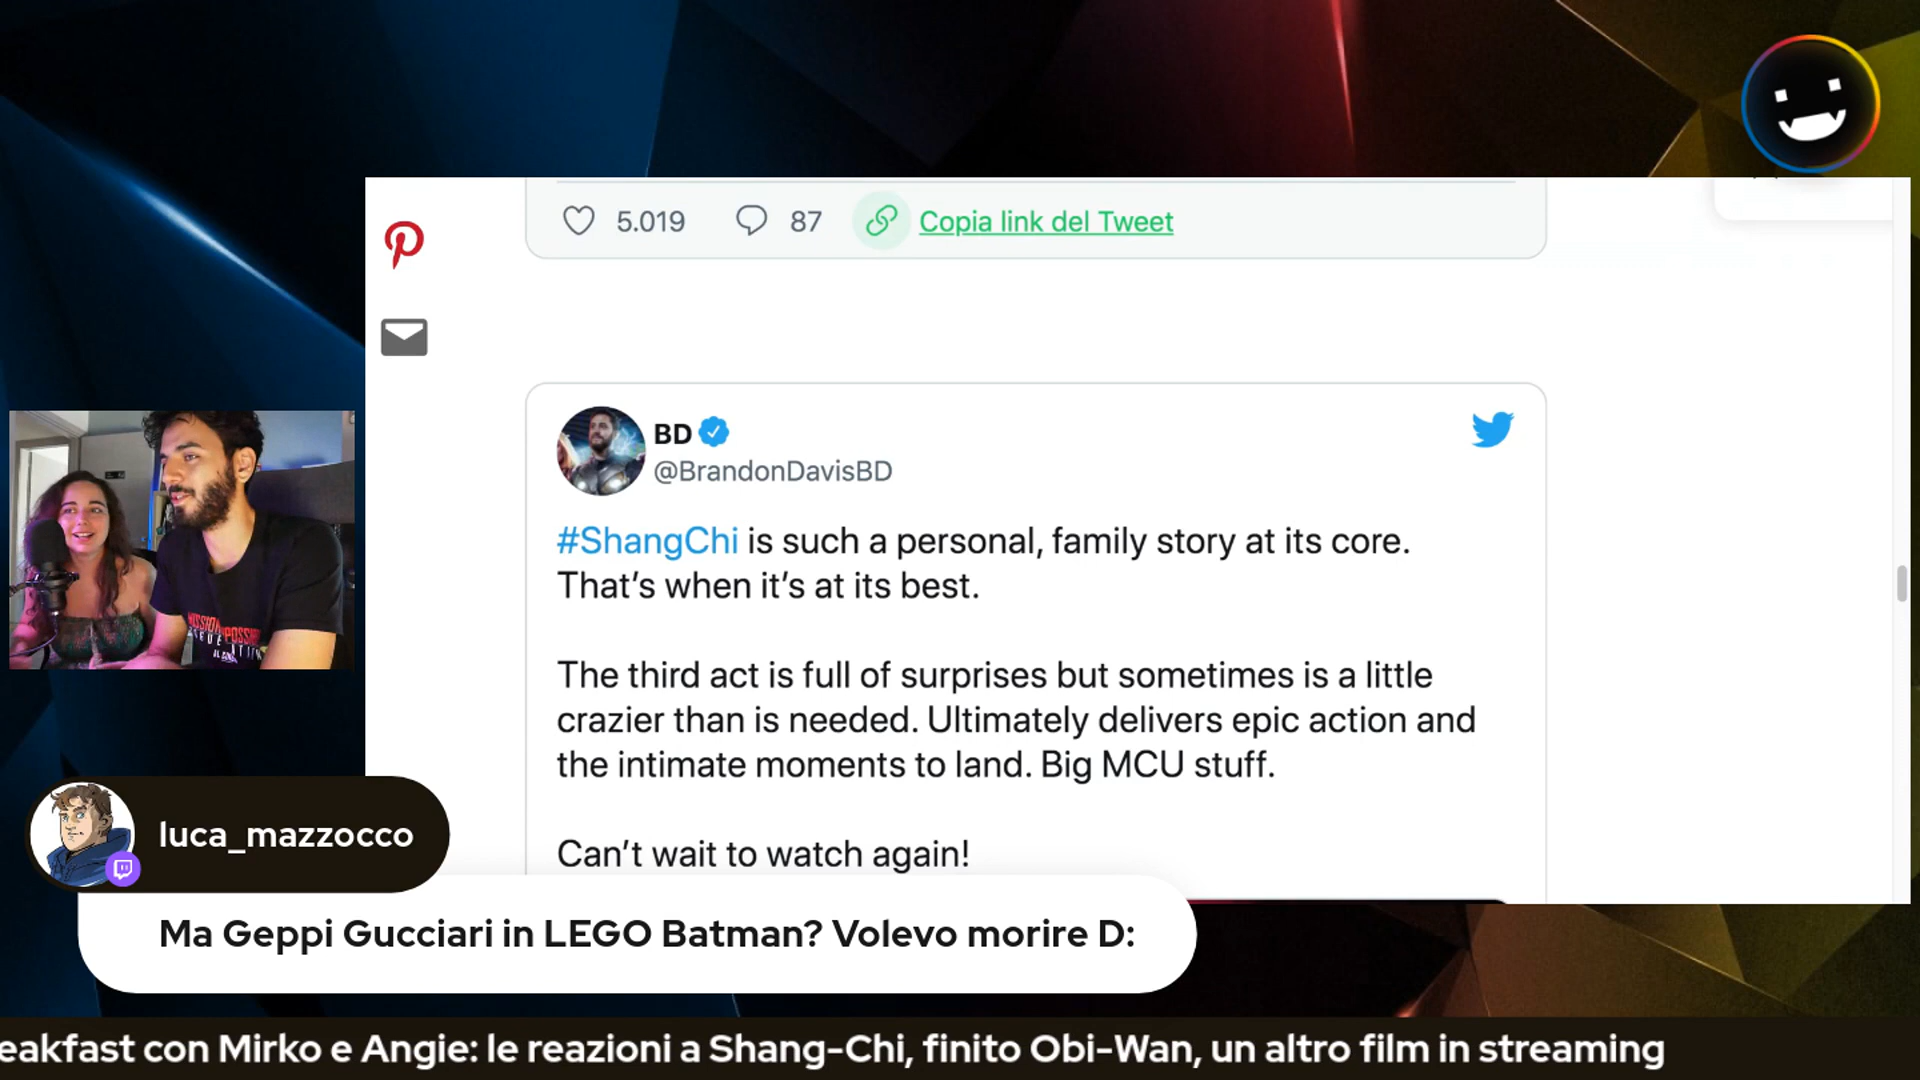 5.019 87 Copia link del Tweet
BD
@BrandonDavisBD
#ShangChi is such a personal, family story at its core.
That's when it's at its best.
The third act is full of surprises but sometimes is a little
crazier than is needed. Ultimately delivers epic action and
the intimate moments to land. Big MCU stuff.
Can't wait to watch again!
luca_mazzocco
Ma Geppi Gucciari in LEGO Batman? Volevo morire D:
eakfast con Mirko e Angie: le reazioni a Shang-Chi, finito Obi-Wan, un altro film in streaming